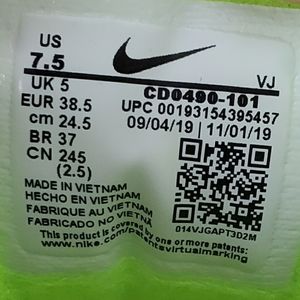 US
7.5
UK 5
EUR 38.5
cm 24.5
BR 37
CN 245
(2.5)
VJ
CD0490-101
UPC 00193154395457
09/04/19 | 11/01/19
MADE IN VIETNAM
HECHO EN VIETNAM
FABRIQUE AU VIETNAM
FABRICADO NO VIETNÃ
014VJGAPT3D2M
This product is covered by one or more patents:
www.nike.com/patentsvirtualmarking